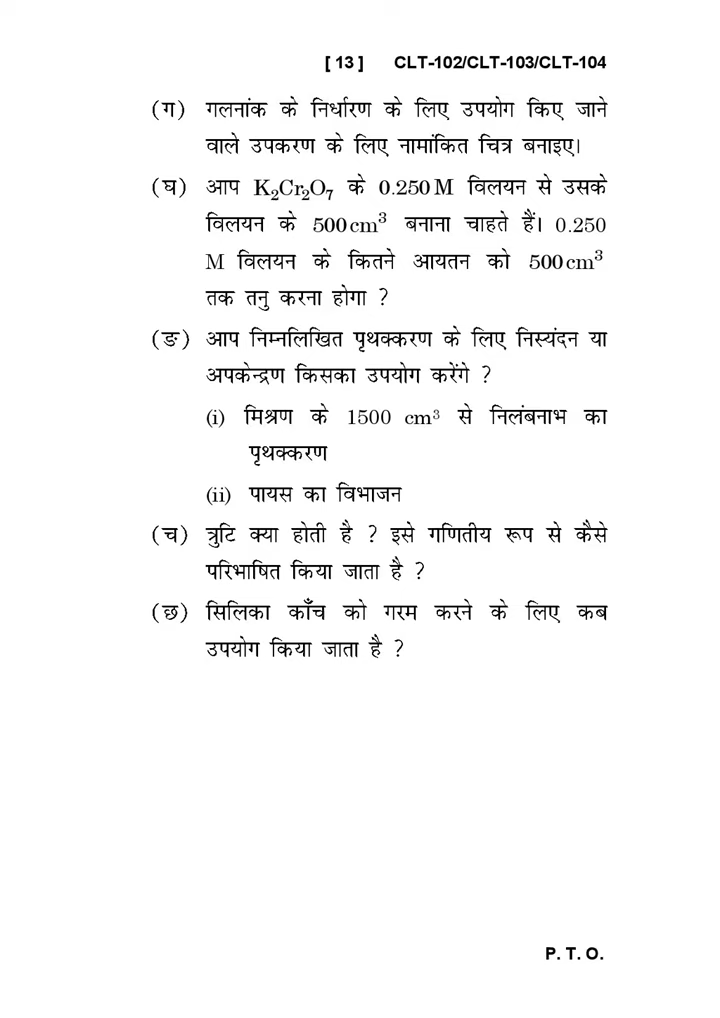 [ 13 ] CLT-102/CLT-103/CLT-104
(ग) गलनांक के निर्धारण के लिए उपयोग किए जाने
वाले उपकरण के लिए नामांकित चित्र बनाइए।
(घ) आप K₂Cr₂O₇ के 0.250 M विलयन से उसके
विलयन के 500 cm³ बनाना चाहते हैं। 0.250
M विलयन के कितने आयतन को 500 cm³
तक तनु करना होगा ?
(ङ) आप निम्नलिखित पृथक्करण के लिए निस्यंदन या
अपकेन्द्रण किसका उपयोग करेंगे ?
(i) मिश्रण के 1500 cm³ से निलंबनाभ का
पृथक्करण
(ii) पायस का विभाजन
(च) त्रुटि क्या होती है ? इसे गणितीय रूप से कैसे
परिभाषित किया जाता है ?
(छ) सिलिका काँच को गरम करने के लिए कब
उपयोग किया जाता है ?
P. T. O.